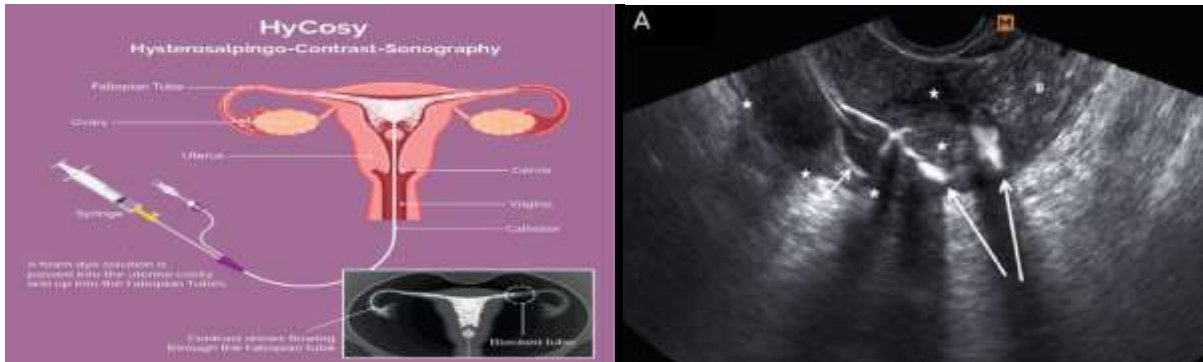 HyCosy
Hysterosalpingo-Contrast-Sonography
Fallopian Tube
Ovary
Uterus
Cervix
Vagina
Catheter
Syringe
A foam dye solution is
passed into the uterine cavity
and up into the Fallopian Tubes
Contrast shows flowing
through the Fallopian tube
Blocked tube
A
M
B